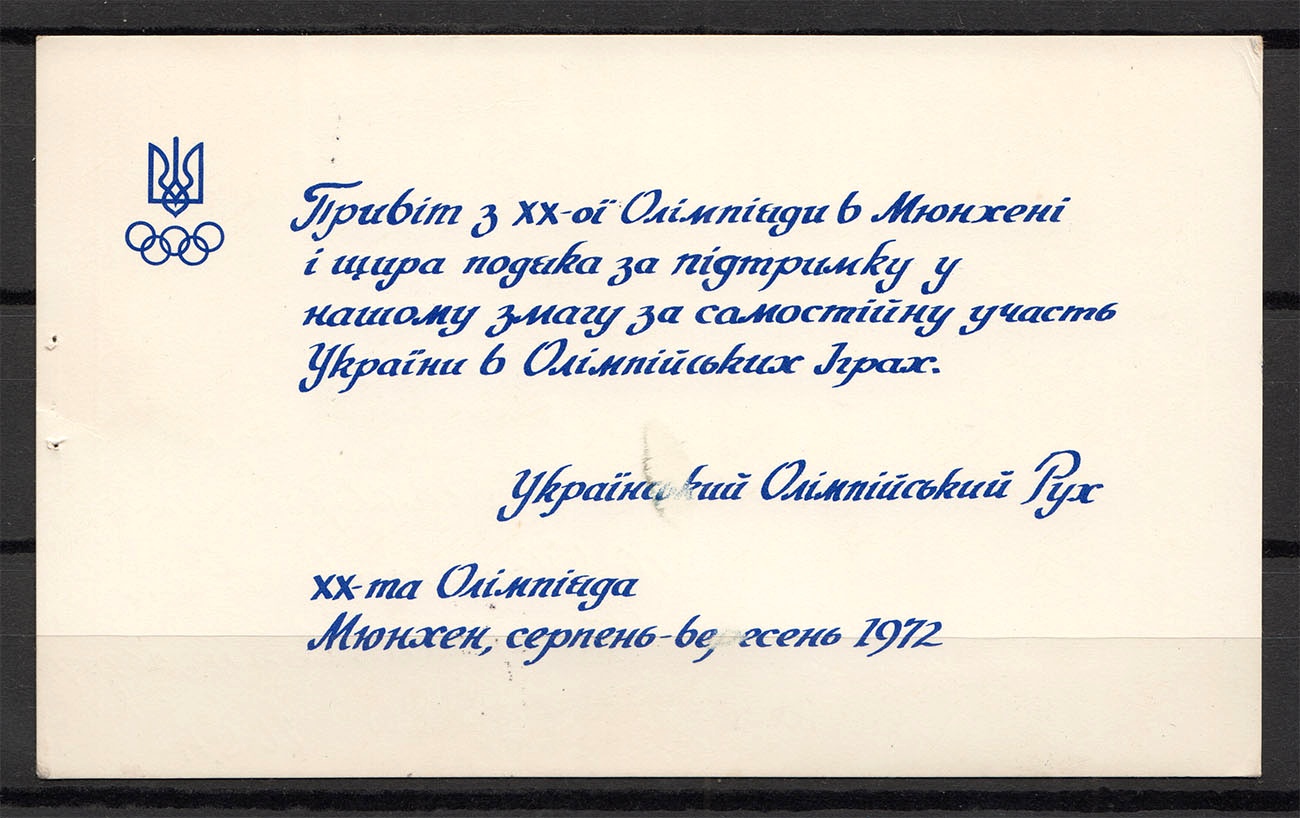 Привіт з XX-ої Олімпіяди в Мюнхені
і щира подяка за підтримку у
нашому змагу за самостійну участь
України в Олімпійських Іграх.
Український Олімпійський Рух
XX-та Олімпіяда
Мюнхен, серпень-вересень 1972